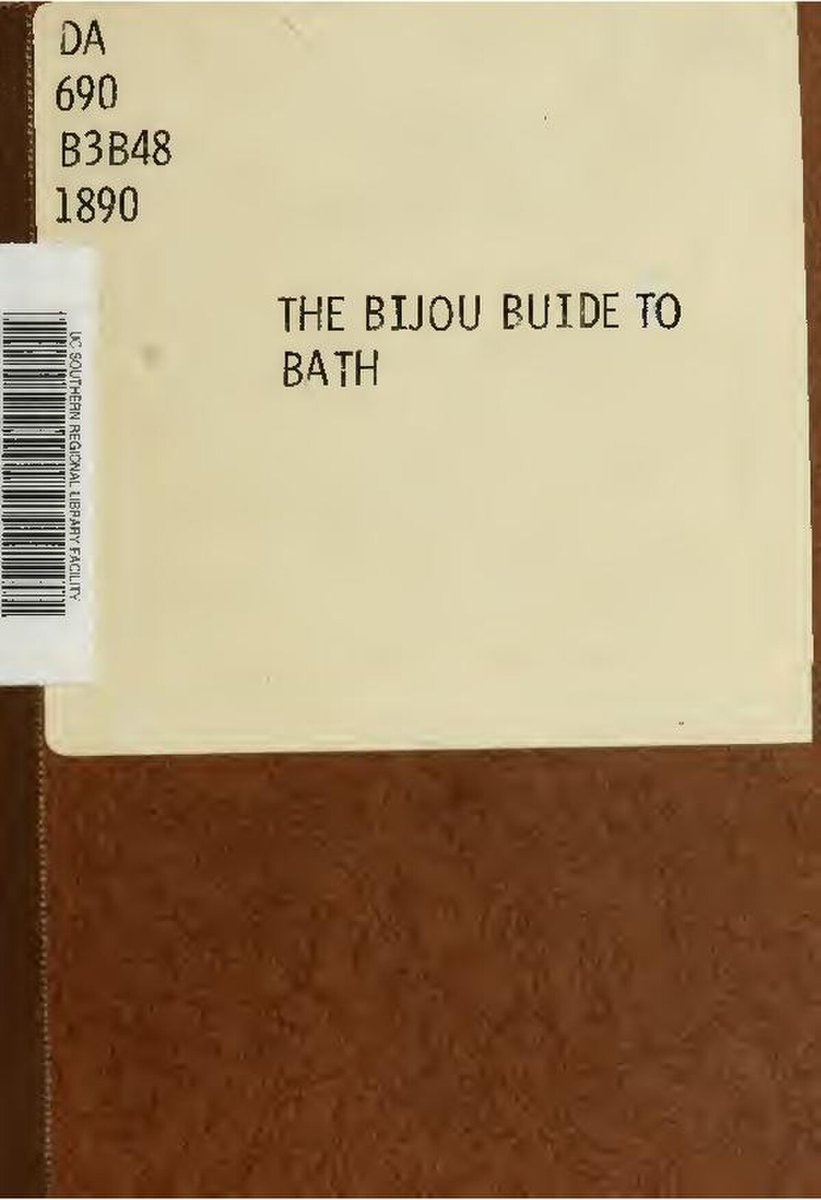 DA
690
B3B48
1890
THE BIJOU BUIDE TO
BATH
UC SOUTHERN REGIONAL LIBRARY FACILITY